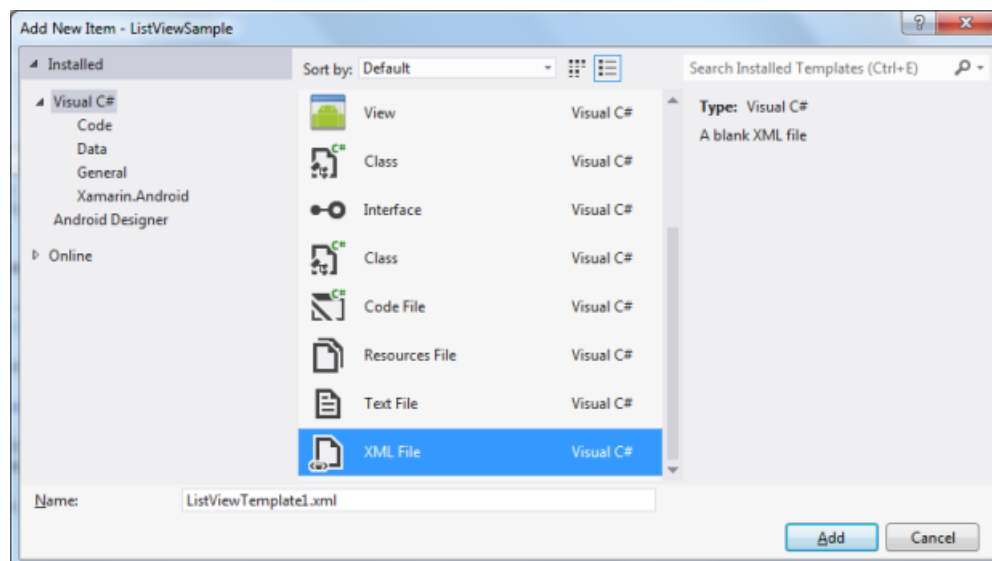 Add New Item - ListViewSample
Installed
Visual C#
Code
Data
General
Xamarin.Android
Android Designer
Online
Sort by: Default
View Visual C#
Class Visual C#
Interface Visual C#
Class Visual C#
Code File Visual C#
Resources File Visual C#
Text File Visual C#
XML File Visual C#
Search Installed Templates (Ctrl+E)
Type: Visual C#
A blank XML file
Name: ListViewTemplate1.xml
Add Cancel